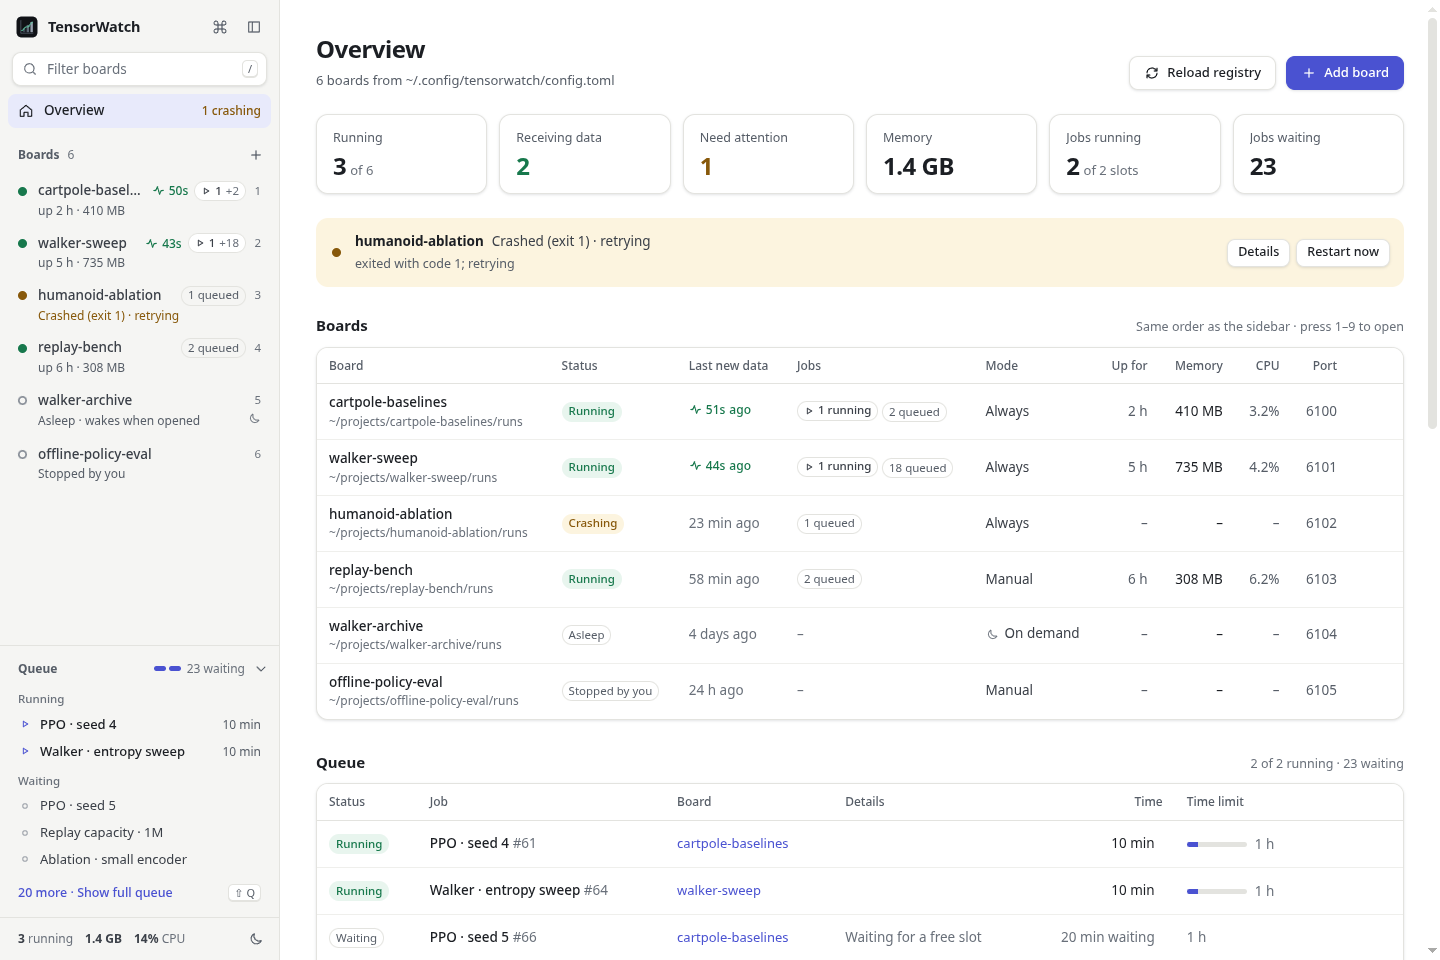 TensorWatch
Filter boards /
Overview 1 crashing
Boards 6
cartpole-basel... 50s 1 +2 1
up 2 h · 410 MB
walker-sweep 43s 1 +18 2
up 5 h · 735 MB
humanoid-ablation 1 queued 3
Crashed (exit 1) · retrying
replay-bench 2 queued 4
up 6 h · 308 MB
walker-archive 5
Asleep · wakes when opened
offline-policy-eval 6
Stopped by you
Queue 23 waiting
Running
PPO · seed 4 10 min
Walker · entropy sweep 10 min
Waiting
PPO · seed 5
Replay capacity · 1M
Ablation · small encoder
20 more · Show full queue ⇧ Q
3 running 1.4 GB 14% CPU
Overview
6 boards from ~/.config/tensorwatch/config.toml
Reload registry Add board
Running
3 of 6
Receiving data
2
Need attention
1
Memory
1.4 GB
Jobs running
2 of 2 slots
Jobs waiting
23
humanoid-ablation Crashed (exit 1) · retrying
exited with code 1; retrying
Details Restart now
Boards Same order as the sidebar · press 1–9 to open
Board Status Last new data Jobs Mode Up for Memory CPU Port
cartpole-baselines Running 51s ago 1 running 2 queued Always 2 h 410 MB 3.2% 6100
~/projects/cartpole-baselines/runs
walker-sweep Running 44s ago 1 running 18 queued Always 5 h 735 MB 4.2% 6101
~/projects/walker-sweep/runs
humanoid-ablation Crashing 23 min ago 1 queued Always – – – 6102
~/projects/humanoid-ablation/runs
replay-bench Running 58 min ago 2 queued Manual 6 h 308 MB 6.2% 6103
~/projects/replay-bench/runs
walker-archive Asleep 4 days ago – On demand – – – 6104
~/projects/walker-archive/runs
offline-policy-eval Stopped by you 24 h ago – Manual – – – 6105
~/projects/offline-policy-eval/runs
Queue 2 of 2 running · 23 waiting
Status Job Board Details Time Time limit
Running PPO · seed 4 #61 cartpole-baselines 10 min 1 h
Running Walker · entropy sweep #64 walker-sweep 10 min 1 h
Waiting PPO · seed 5 #66 cartpole-baselines Waiting for a free slot 20 min waiting 1 h